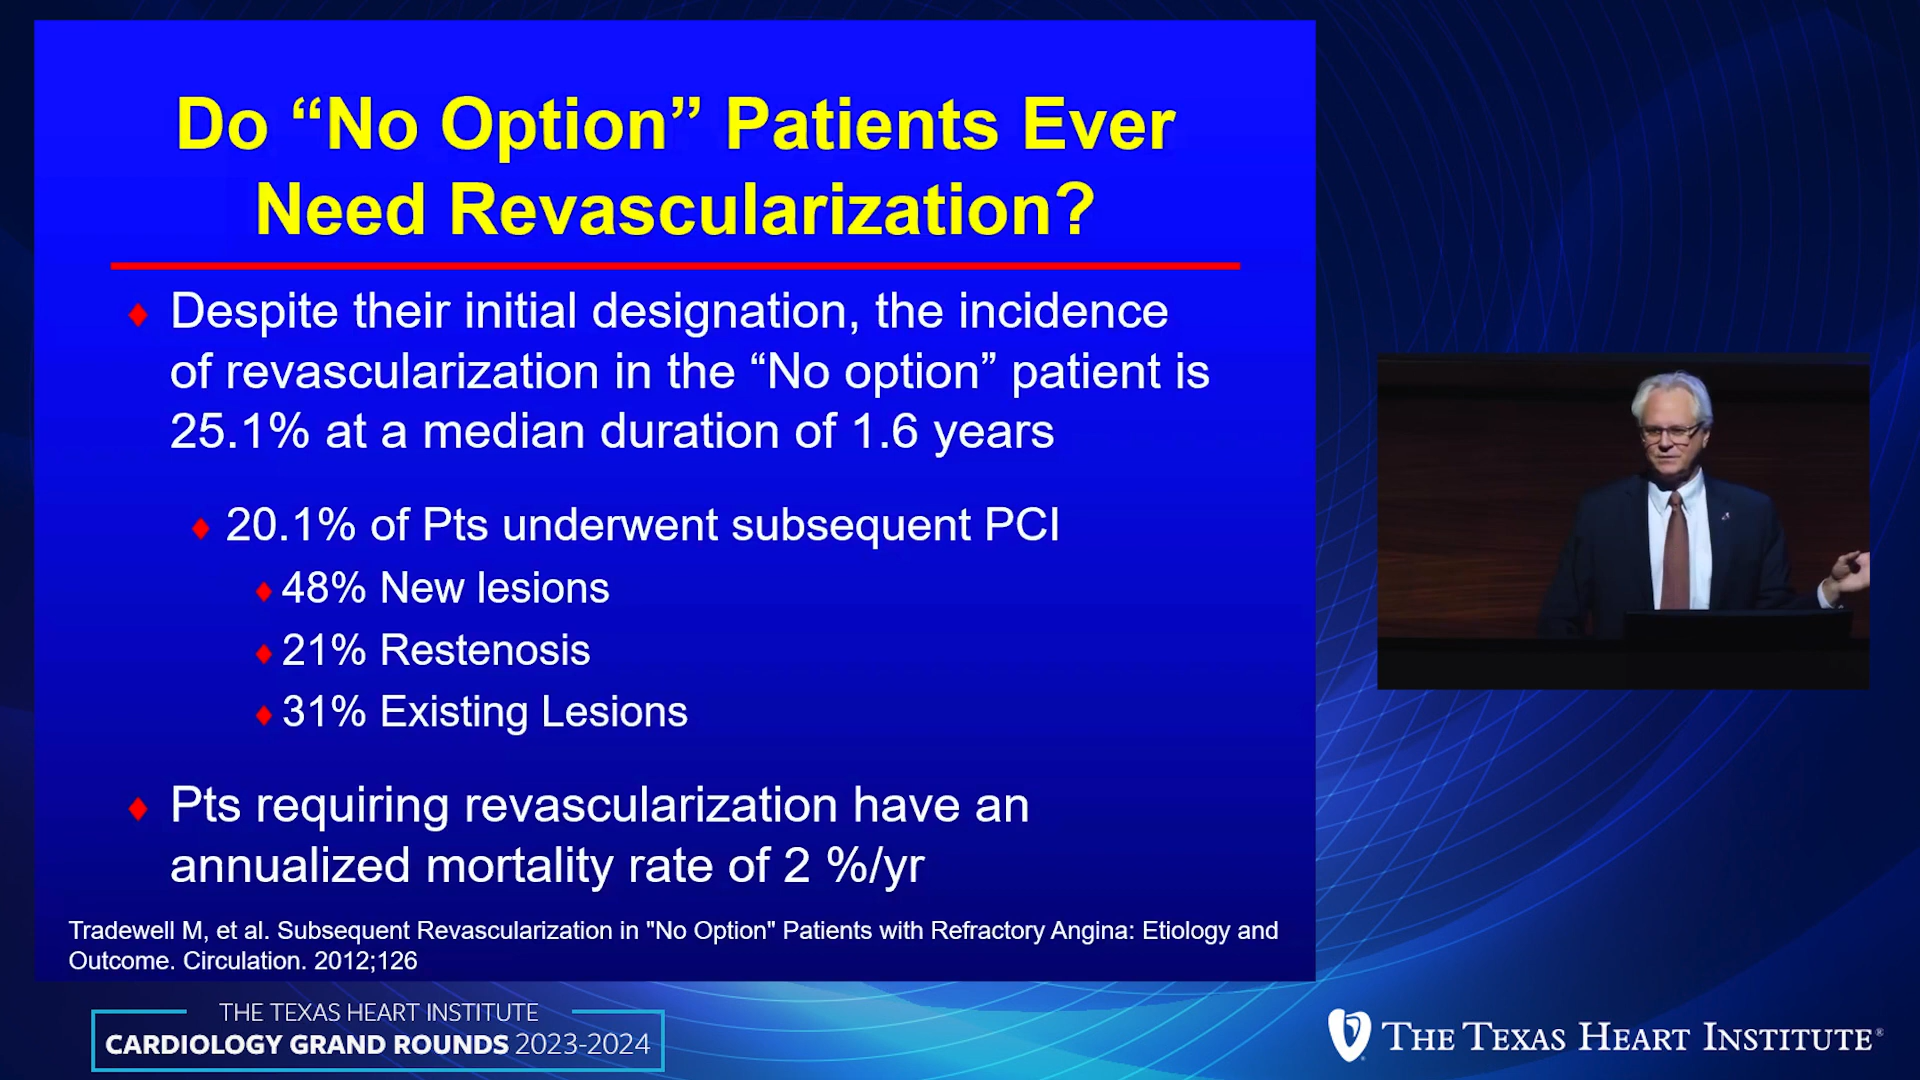 Do “No Option” Patients Ever
Need Revascularization?
Despite their initial designation, the incidence
of revascularization in the “No option” patient is
25.1% at a median duration of 1.6 years
20.1% of Pts underwent subsequent PCI
48% New lesions
21% Restenosis
31% Existing Lesions
Pts requiring revascularization have an
annualized mortality rate of 2 %/yr
Tradewell M, et al. Subsequent Revascularization in "No Option" Patients with Refractory Angina: Etiology and
Outcome. Circulation. 2012;126
THE TEXAS HEART INSTITUTE
CARDIOLOGY GRAND ROUNDS 2023-2024
THE TEXAS HEART INSTITUTE®